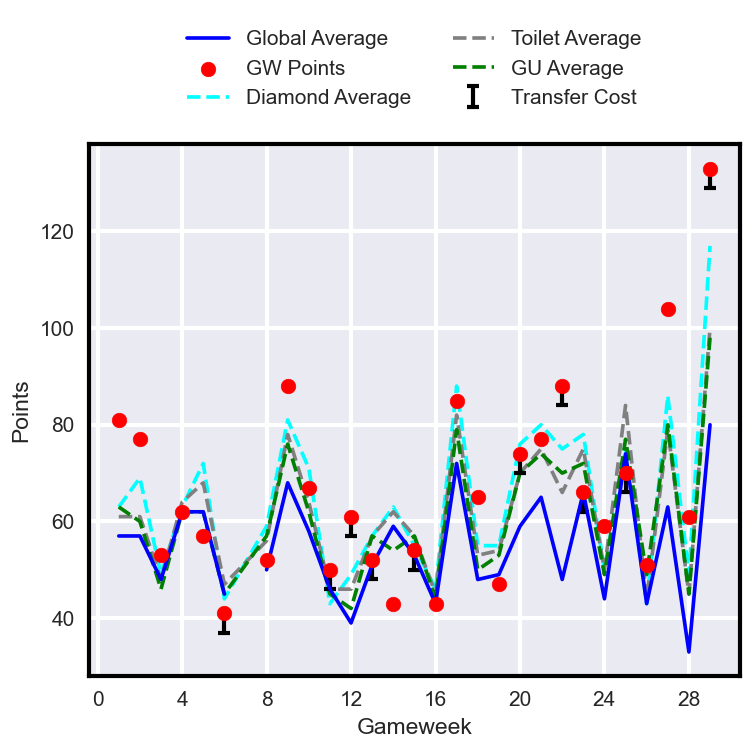 Global Average
GW Points
Diamond Average
Toilet Average
GU Average
Transfer Cost
Points
120
100
80
60
40
0 4 8 12 16 20 24 28
Gameweek